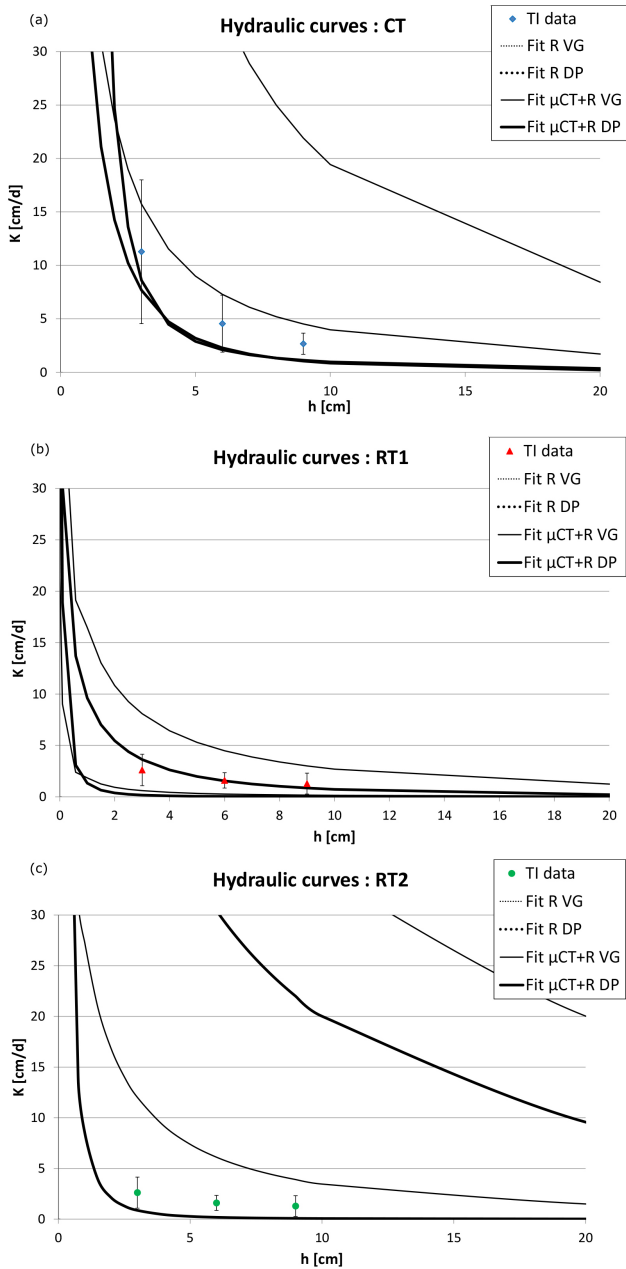 (a)
Hydraulic curves : CT
TI data
Fit R VG
Fit R DP
Fit µCT+R VG
Fit µCT+R DP
K [cm/d]
30
25
20
15
10
5
0
0 5 10 15 20
h [cm]
(b)
Hydraulic curves : RT1
TI data
Fit R VG
Fit R DP
Fit µCT+R VG
Fit µCT+R DP
K [cm/d]
30
25
20
15
10
5
0
0 2 4 6 8 10 12 14 16 18 20
h [cm]
(c)
Hydraulic curves : RT2
TI data
Fit R VG
Fit R DP
Fit µCT+R VG
Fit µCT+R DP
K [cm/d]
30
25
20
15
10
5
0
0 5 10 15 20
h [cm]